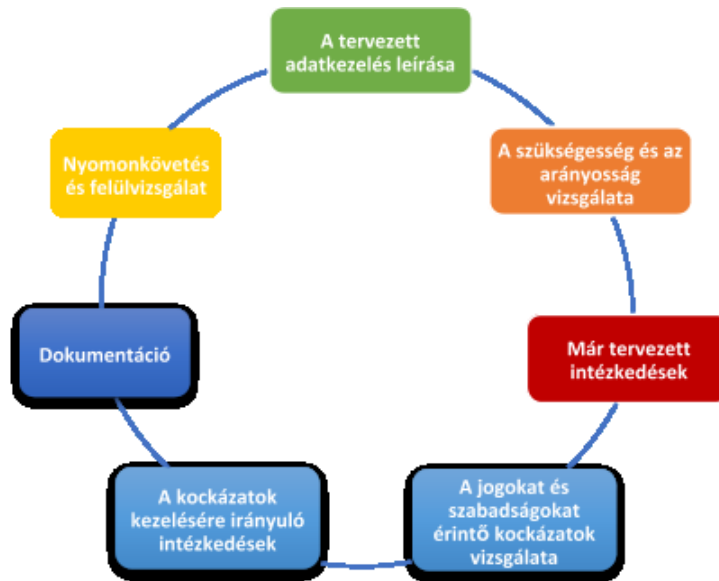 A tervezett
adatkezelés leírása
A szükségesség és az
arányosság
vizsgálata
Már tervezett
intézkedések
A jogokat és
szabadságokat
érintő kockázatok
vizsgálata
A kockázatok
kezelésére irányuló
intézkedések
Dokumentáció
Nyomonkövetés
és felülvizsgálat